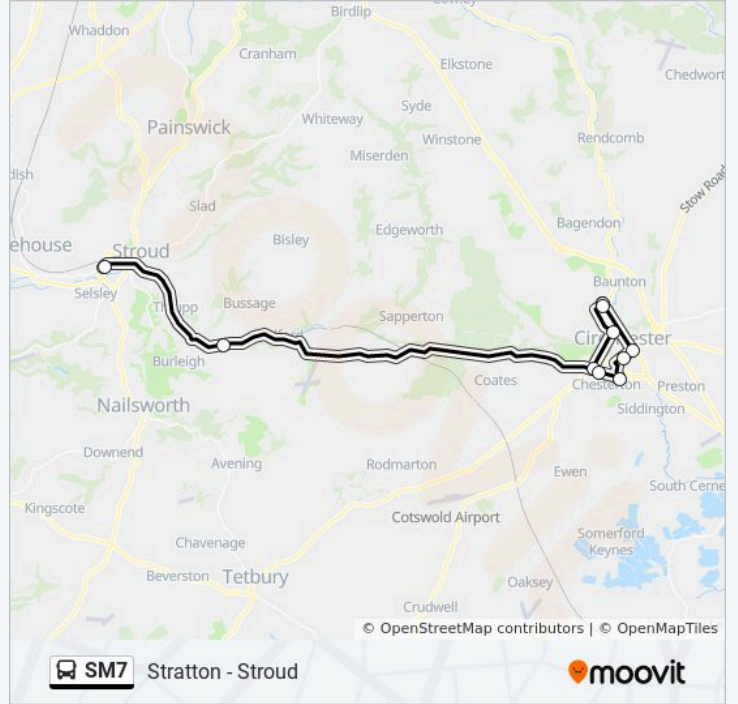 Birdlip
Cowley
Whaddon
Cranham
Elkstone
Chedwort
Syde
Whiteway
Painswick
Winstone
Rendcomb
Miserden
dish
Stow Road
Slad
Bagendon
Edgeworth
Bisley
ehouse
Stroud
Baunton
Selsley
Bussage
Sapperton
Burleigh
Coates
Chesterton
Preston
Nailsworth
Siddington
Downend
Avening
Rodmarton
Ewen
South Cerne
Kingscote
Cotswold Airport
Chavenage
Somerford
Keynes
Beverston
Tetbury
Oaksey
Crudwell
© OpenStreetMap contributors | © OpenMapTiles
SM7
Stratton - Stroud
moovit